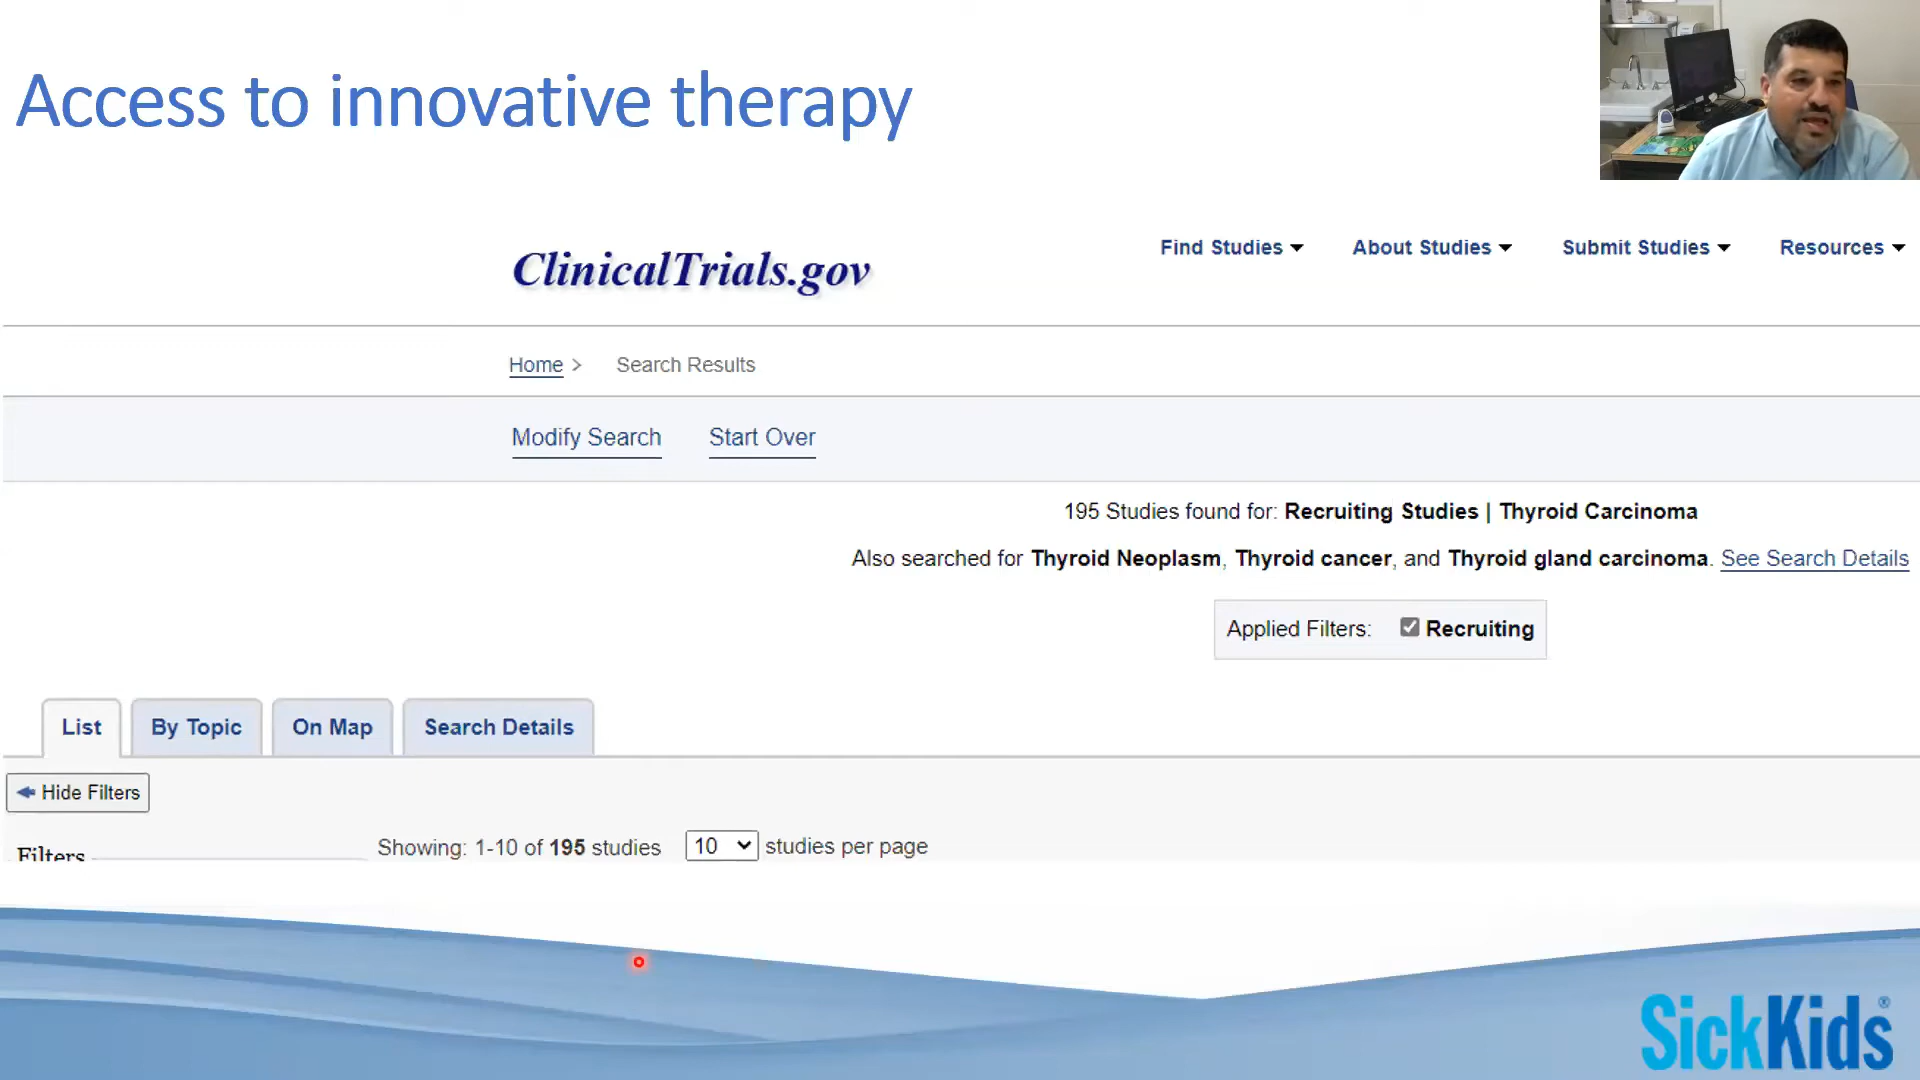 Access to innovative therapy
ClinicalTrials.gov
Find Studies About Studies Submit Studies Resources
Home > Search Results
Modify Search Start Over
195 Studies found for: Recruiting Studies | Thyroid Carcinoma
Also searched for Thyroid Neoplasm, Thyroid cancer, and Thyroid gland carcinoma. See Search Details
Applied Filters: Recruiting
List By Topic On Map Search Details
Hide Filters
Filters
Showing: 1-10 of 195 studies 10 studies per page
SickKids®